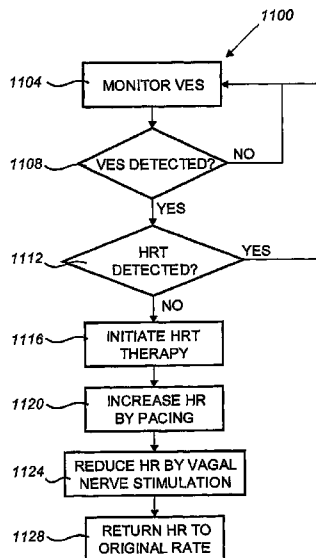 1100
1104
MONITOR VES
1108
VES DETECTED?
NO
YES
1112
HRT
DETECTED?
YES
NO
1116
INITIATE HRT
THERAPY
1120
INCREASE HR
BY PACING
1124
REDUCE HR BY VAGAL
NERVE STIMULATION
1128
RETURN HR TO
ORIGINAL RATE